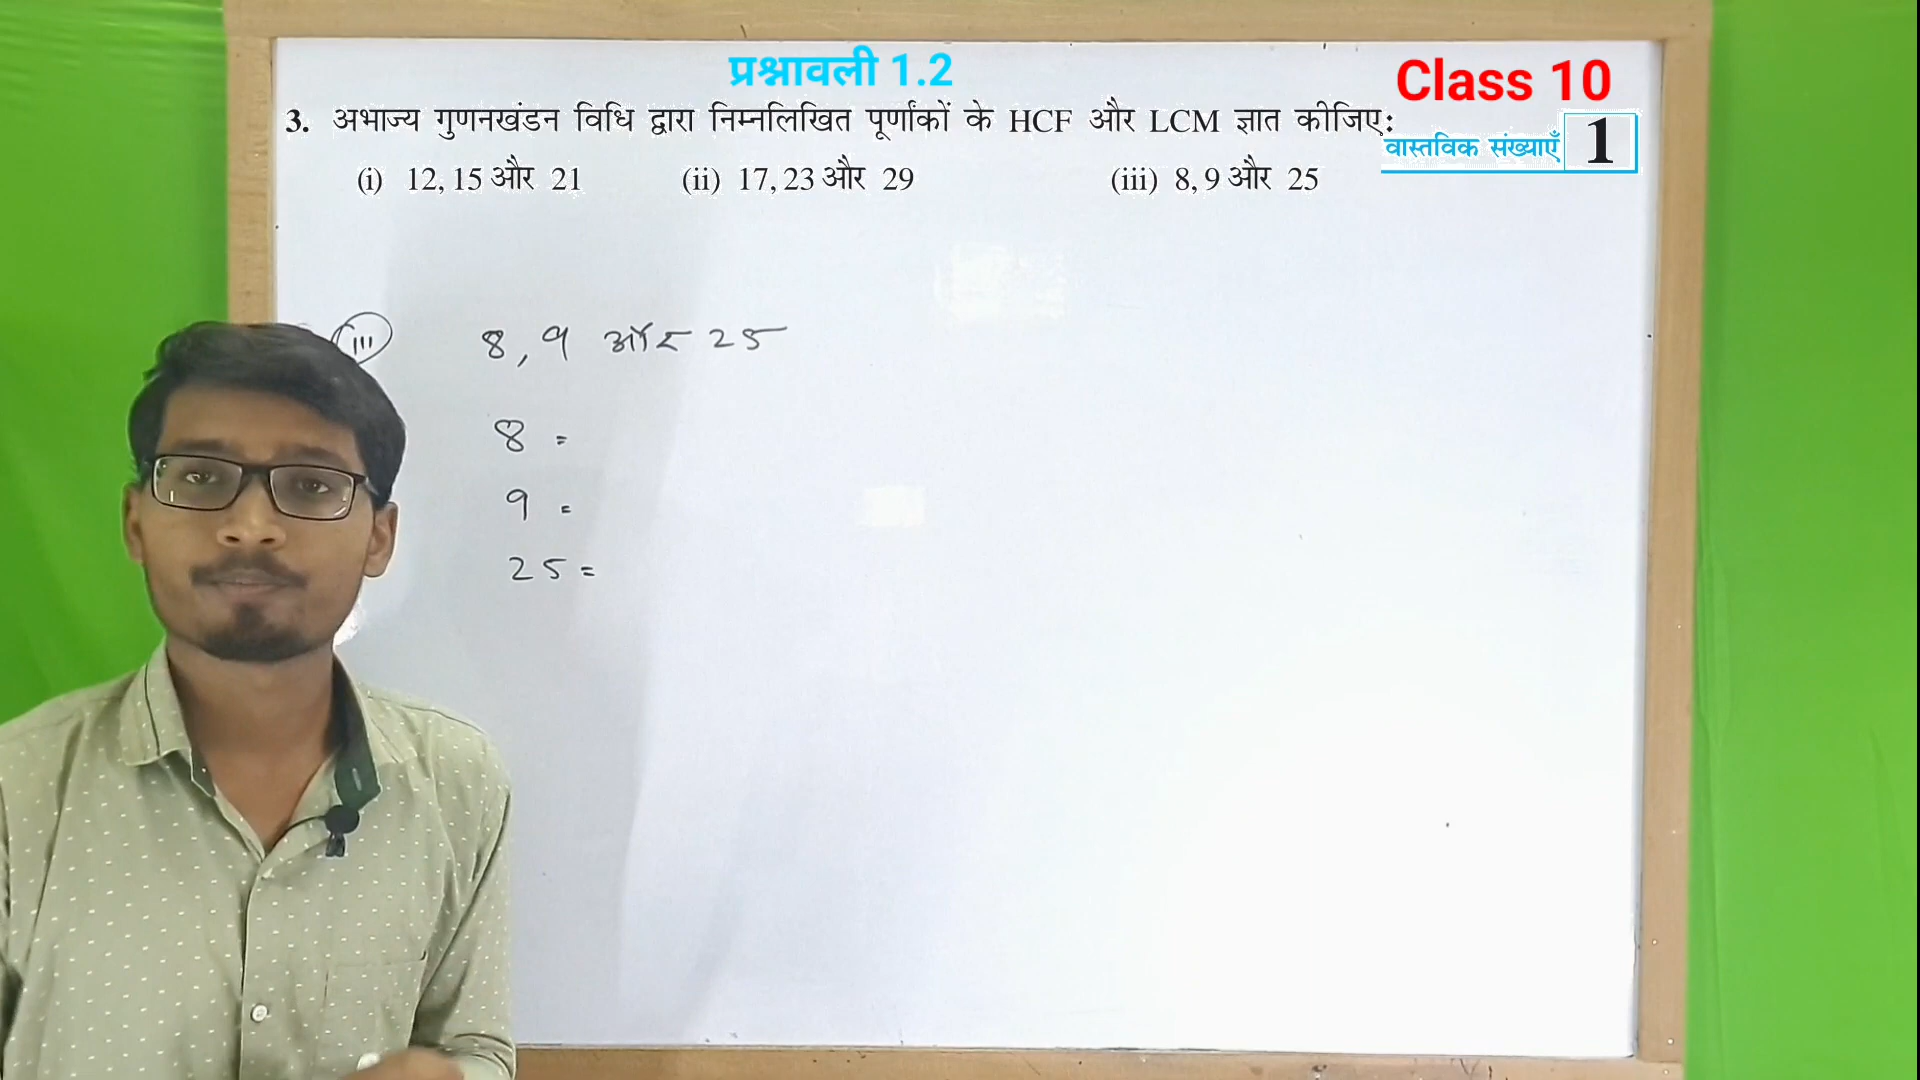 प्रश्नावली 1.2
Class 10
3. अभाज्य गुणनखंडन विधि द्वारा निम्नलिखित पूर्णांकों के HCF और LCM ज्ञात कीजिए:
वास्तविक संख्याएँ 1
(i) 12, 15 और 21 (ii) 17, 23 और 29 (iii) 8, 9 और 25
iii 8, 9 और 25
8 =
9 =
25 =